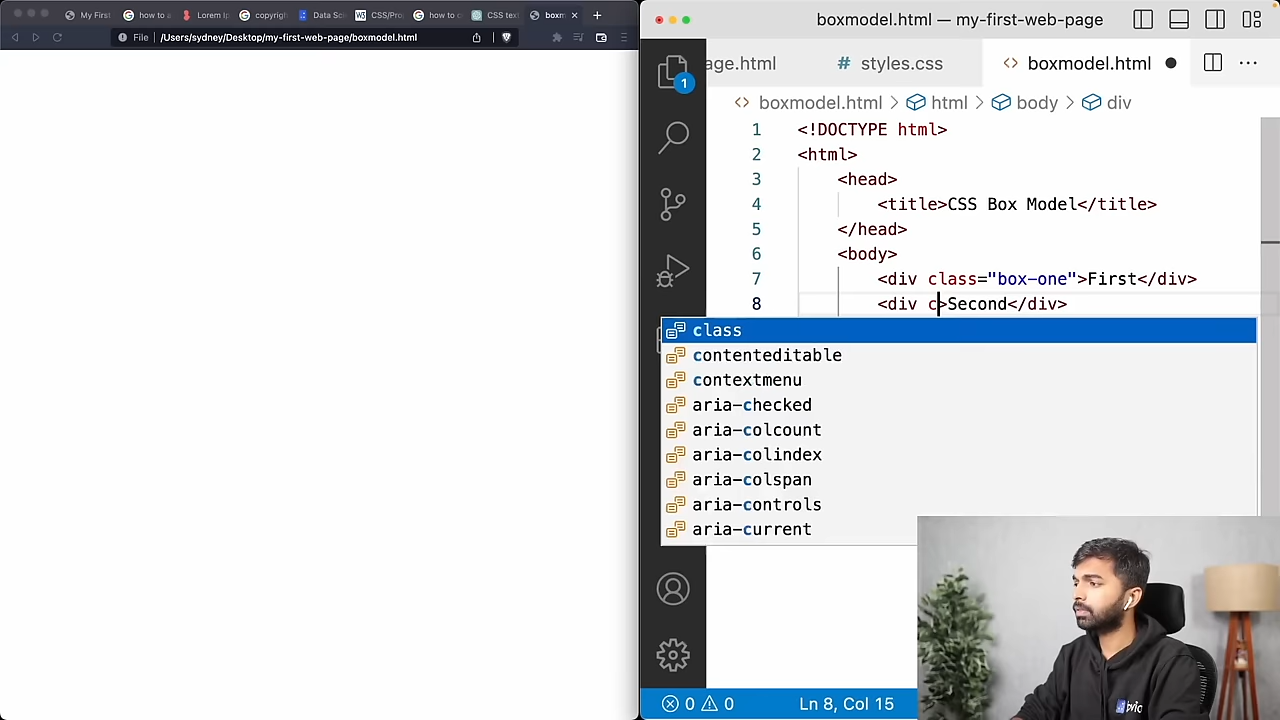 My First
how to a
Lorem Ip
copyrigh
Data Sci
CSS/Pro
how to c
CSS text
boxm
File
/Users/sydney/Desktop/my-first-web-page/boxmodel.html
boxmodel.html — my-first-web-page
1
age.html
# styles.css
<> boxmodel.html
<> boxmodel.html > html > body > div
1 <!DOCTYPE html>
2 <html>
3 <head>
4 <title>CSS Box Model</title>
5 </head>
6 <body>
7 <div class="box-one">First</div>
8 <div c>Second</div>
class
contenteditable
contextmenu
aria-checked
aria-colcount
aria-colindex
aria-colspan
aria-controls
aria-current
0 0 Ln 8, Col 15